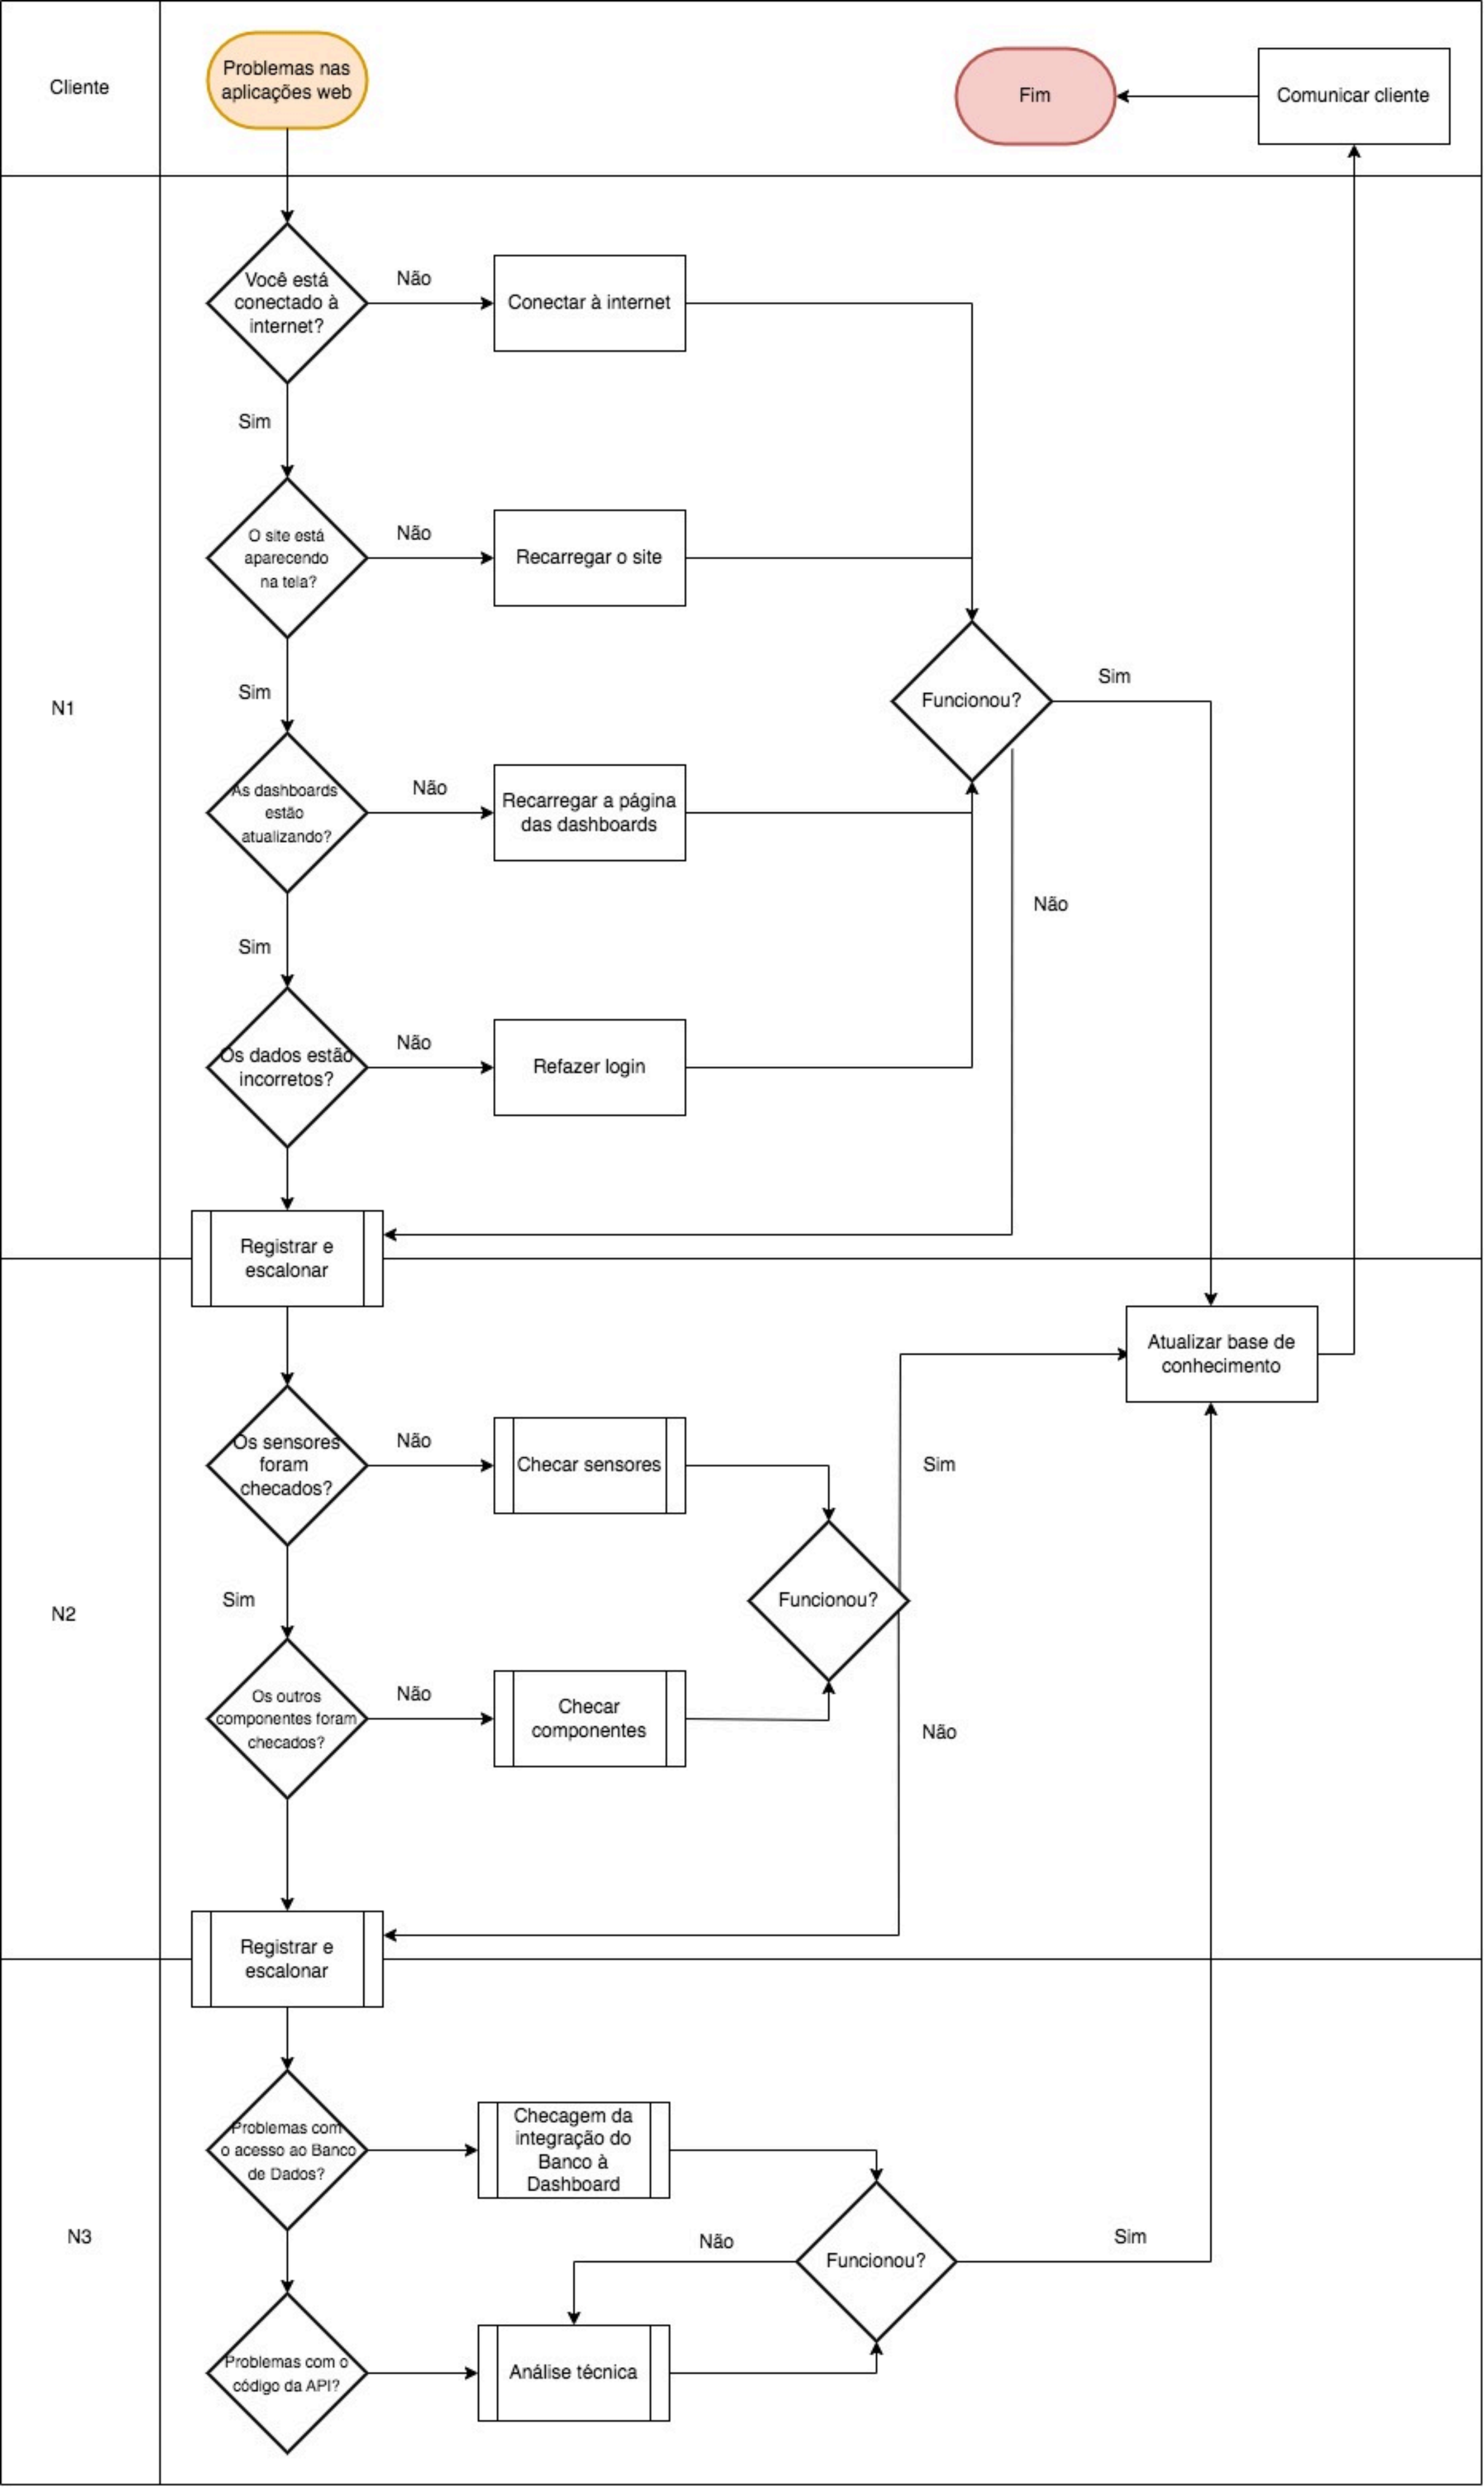 Cliente
Problemas nas
aplicações web
Fim
Comunicar cliente
N1
Você está
conectado à
internet?
Não
Conectar à internet
Sim
O site está
aparecendo
na tela?
Não
Recarregar o site
Funcionou?
Sim
Sim
As dashboards
estão
atualizando?
Não
Recarregar a página
das dashboards
Não
Sim
Os dados estão
incorretos?
Não
Refazer login
Registrar e
escalonar
Atualizar base de
conhecimento
N2
Os sensores
foram
checados?
Não
Checar sensores
Sim
Sim
Funcionou?
Os outros
componentes foram
checados?
Não
Checar
componentes
Não
Registrar e
escalonar
N3
Problemas com
o acesso ao Banco
de Dados?
Checagem da
integração do
Banco à
Dashboard
Não
Funcionou?
Sim
Problemas com o
código da API?
Análise técnica